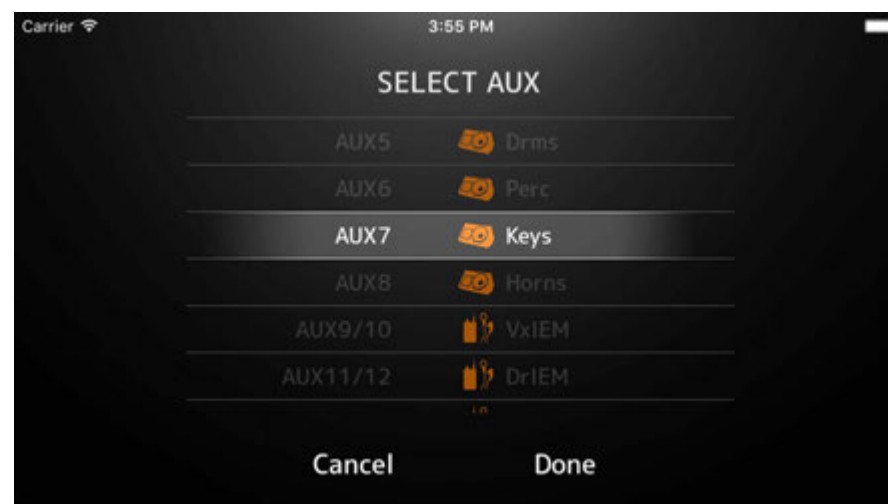 Carrier 3:55 PM
SELECT AUX
AUX5 Drms
AUX6 Perc
AUX7 Keys
AUX8 Horns
AUX9/10 VxIEM
AUX11/12 DrIEM
Cancel Done